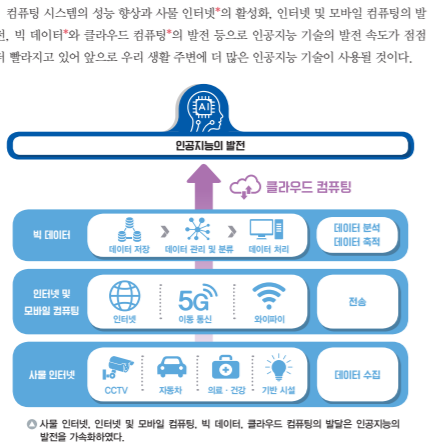 컴퓨팅 시스템의 성능 향상과 사물 인터넷*의 활성화, 인터넷 및 모바일 컴퓨팅의 발
전, 빅 데이터*와 클라우드 컴퓨팅*의 발전 등으로 인공지능 기술의 발전 속도가 점점
더 빨라지고 있어 앞으로 우리 생활 주변에 더 많은 인공지능 기술이 사용될 것이다.
AI
인공지능의 발전
클라우드 컴퓨팅
빅 데이터
데이터 저장
데이터 관리 및 분류
데이터 처리
데이터 분석
데이터 축적
인터넷 및
모바일 컴퓨팅
인터넷
5G
이동 통신
와이파이
전송
사물 인터넷
CCTV
자동차
의료·건강
기반 시설
데이터 수집
사물 인터넷, 인터넷 및 모바일 컴퓨팅, 빅 데이터, 클라우드 컴퓨팅의 발달은 인공지능의
발전을 가속화하였다.